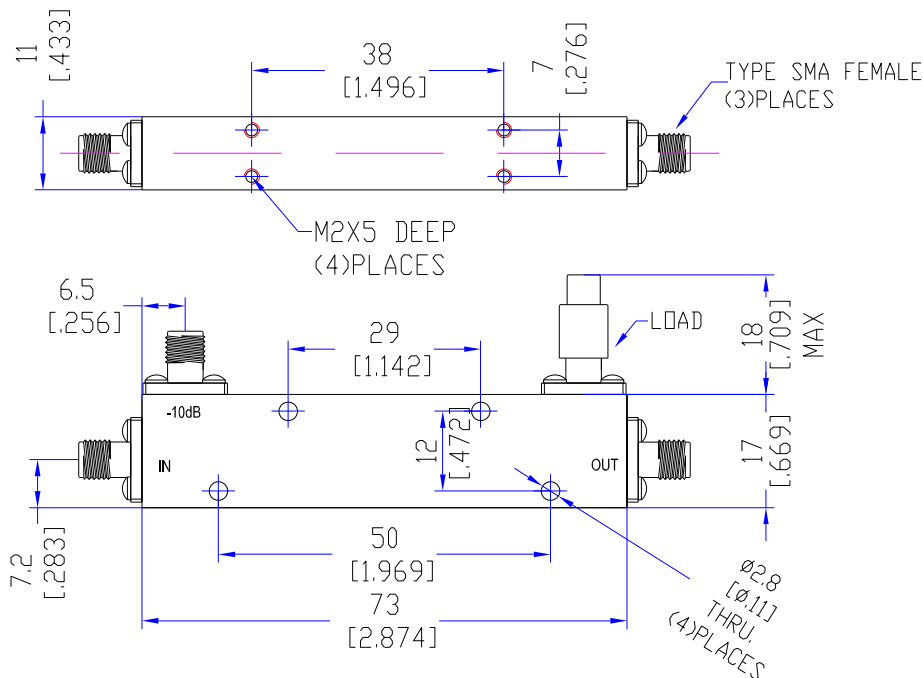 11
[.433]
38
[1.496]
7
[.276]
TYPE SMA FEMALE
(3)PLACES
M2X5 DEEP
(4)PLACES
6.5
[.256]
29
[1.142]
LOAD
18
[.709]
MAX
-10dB
12
[.472]
IN
OUT
17
[.669]
7.2
[.283]
50
[1.969]
73
[2.874]
Ø2.8
[Ø.11]
THRU.
(4)PLACES